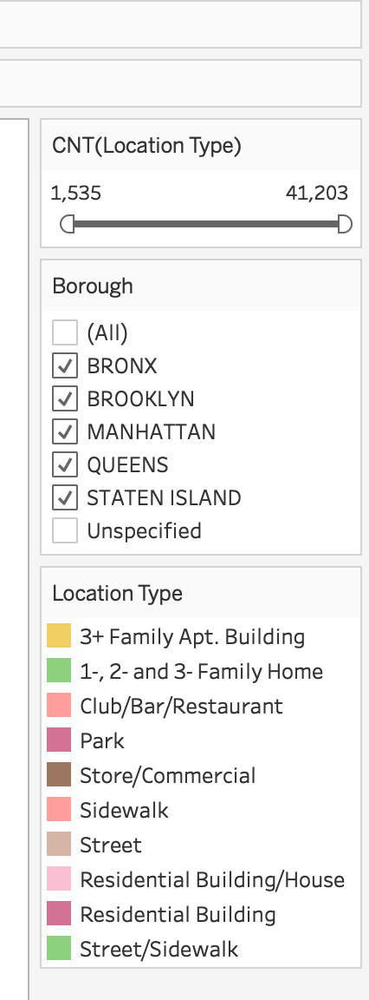 CNT(Location Type)
1,535 41,203
Borough
(All)
BRONX
BROOKLYN
MANHATTAN
QUEENS
STATEN ISLAND
Unspecified
Location Type
3+ Family Apt. Building
1-, 2- and 3- Family Home
Club/Bar/Restaurant
Park
Store/Commercial
Sidewalk
Street
Residential Building/House
Residential Building
Street/Sidewalk